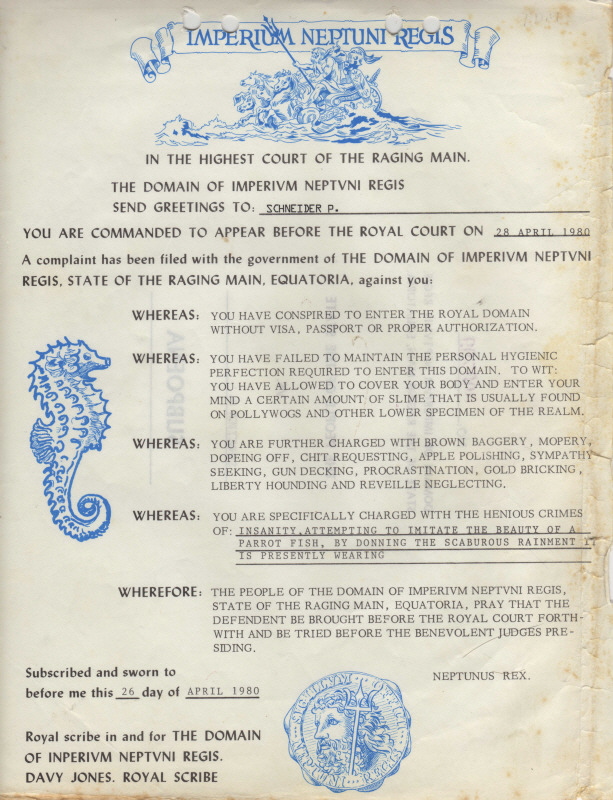 IMPERIUM NEPTUNI REGIS
IN THE HIGHEST COURT OF THE RAGING MAIN.
THE DOMAIN OF IMPERIVM NEPTVNI REGIS
SEND GREETINGS TO: SCHNEIDER P.
YOU ARE COMMANDED TO APPEAR BEFORE THE ROYAL COURT ON 28 APRIL 1980
A complaint has been filed with the government of THE DOMAIN OF IMPERIVM NEPTVNI
REGIS, STATE OF THE RAGING MAIN, EQUATORIA, against you:
WHEREAS: YOU HAVE CONSPIRED TO ENTER THE ROYAL DOMAIN
WITHOUT VISA, PASSPORT OR PROPER AUTHORIZATION.
WHEREAS: YOU HAVE FAILED TO MAINTAIN THE PERSONAL HYGIENIC
PERFECTION REQUIRED TO ENTER THIS DOMAIN. TO WIT:
YOU HAVE ALLOWED TO COVER YOUR BODY AND ENTER YOUR
MIND A CERTAIN AMOUNT OF SLIME THAT IS USUALLY FOUND
ON POLLYWOGS AND OTHER LOWER SPECIMEN OF THE REALM.
WHEREAS: YOU ARE FURTHER CHARGED WITH BROWN BAGGERY, MOPERY,
DOPEING OFF, CHIT REQUESTING, APPLE POLISHING, SYMPATHY
SEEKING, GUN DECKING, PROCRASTINATION, GOLD BRICKING,
LIBERTY HOUNDING AND REVEILLE NEGLECTING.
WHEREAS: YOU ARE SPECIFICALLY CHARGED WITH THE HENIOUS CRIMES
OF: INSANITY,ATTEMPTING TO IMITATE THE BEAUTY OF A
PARROT FISH, BY DONNING THE SCABUROUS RAINMENT IT
IS PRESENTLY WEARING
WHEREFORE: THE PEOPLE OF THE DOMAIN OF IMPERIVM NEPTVNI REGIS,
STATE OF THE RAGING MAIN, EQUATORIA, PRAY THAT THE
DEFENDENT BE BROUGHT BEFORE THE ROYAL COURT FORTH-
WITH AND BE TRIED BEFORE THE BENEVOLENT JUDGES PRE-
SIDING.
NEPTUNUS REX.
Subscribed and sworn to
before me this 26 day of APRIL 1980
Royal scribe in and for THE DOMAIN
OF INPERIVM NEPTVNI REGIS.
DAVY JONES. ROYAL SCRIBE
SUBPOENA